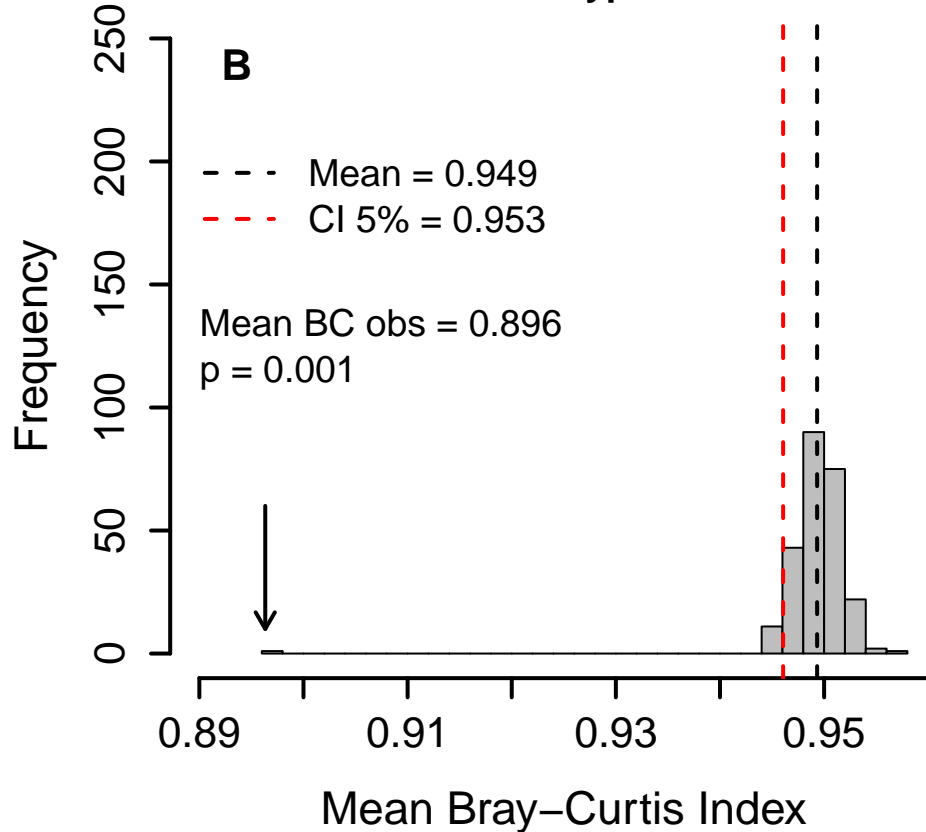 B
Mean = 0.949
CI 5% = 0.953
Mean BC obs = 0.896
p = 0.001
Frequency
0
50
100
150
200
250
0.89
0.91
0.93
0.95
Mean Bray−Curtis Index